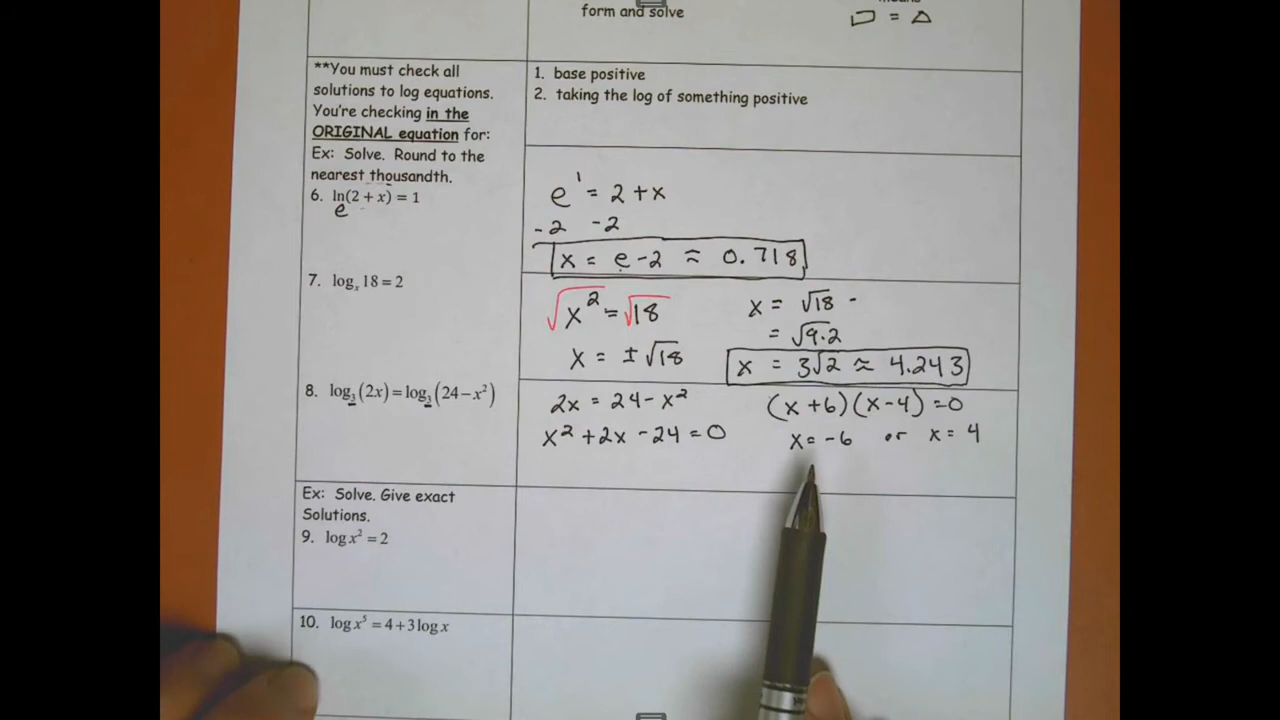 form and solve
▱ = △
**You must check all
solutions to log equations.
You're checking in the
ORIGINAL equation for:
1. base positive
2. taking the log of something positive
Ex: Solve. Round to the
nearest thousandth.
6. ln(2 + x) = 1
e
e¹ = 2 + x
-2 -2
x = e - 2 ≈ 0.718
7. logₓ 18 = 2
√x² = √18
x = ± √18
x = √18
= √9·2
x = 3√2 ≈ 4.243
8. log₃(2x) = log₃(24 – x²)
2x = 24 - x²
x² + 2x - 24 = 0
(x + 6)(x - 4) = 0
x = -6 or x = 4
Ex: Solve. Give exact
Solutions.
9. log x² = 2
10. log x⁵ = 4 + 3 log x